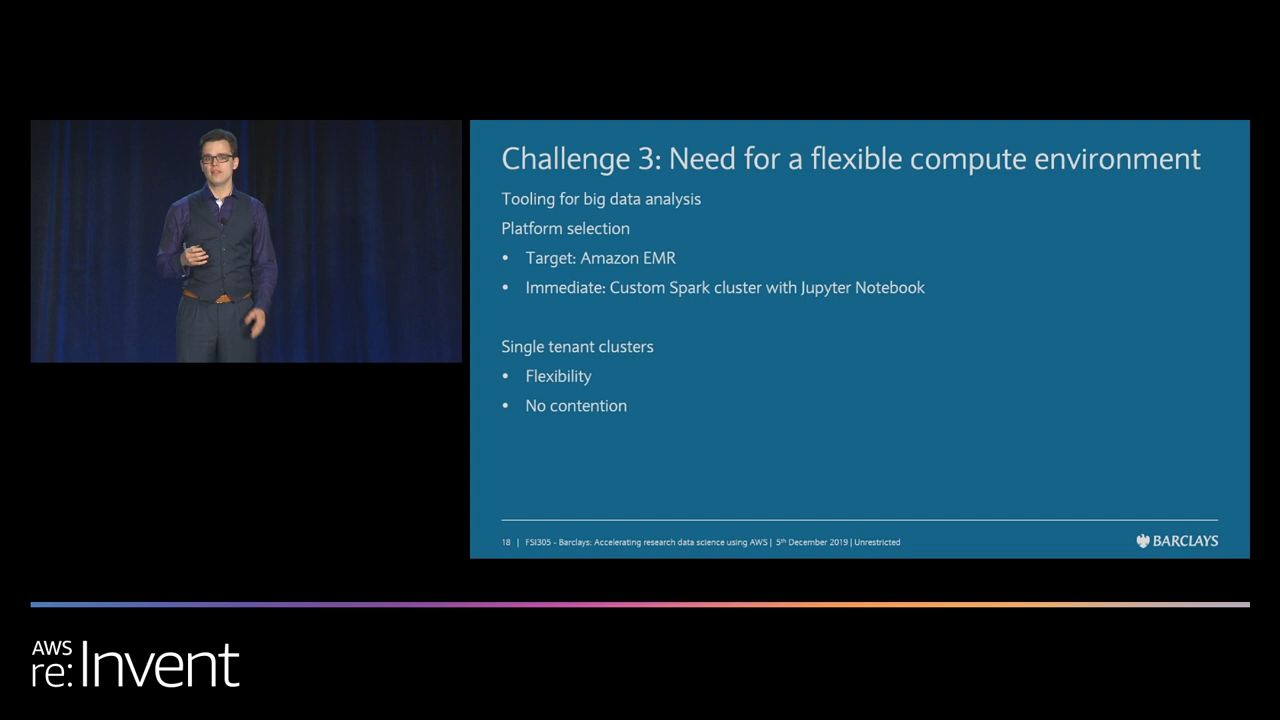 Challenge 3: Need for a flexible compute environment
Tooling for big data analysis
Platform selection
• Target: Amazon EMR
• Immediate: Custom Spark cluster with Jupyter Notebook
Single tenant clusters
• Flexibility
• No contention
18 | FSI305 - Barclays: Accelerating research data science using AWS | 5th December 2019 | Unrestricted
BARCLAYS
AWS
re:Invent